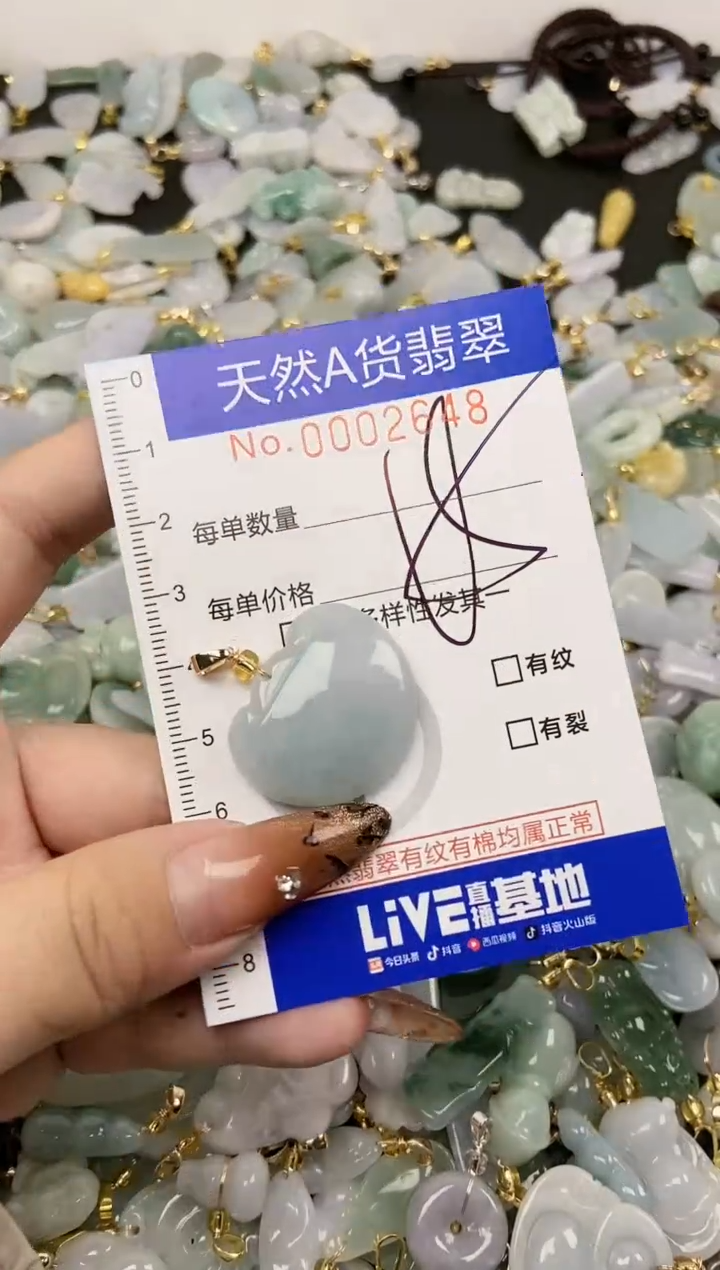 天然A货翡翠
No.0002648
0
1
2
3
5
6
8
每单数量
每单价格
多样性发其一
有纹
有裂
翡翠有纹有棉均属正常
LiVE直播基地
今日头条 抖音 西瓜视频 抖音火山版